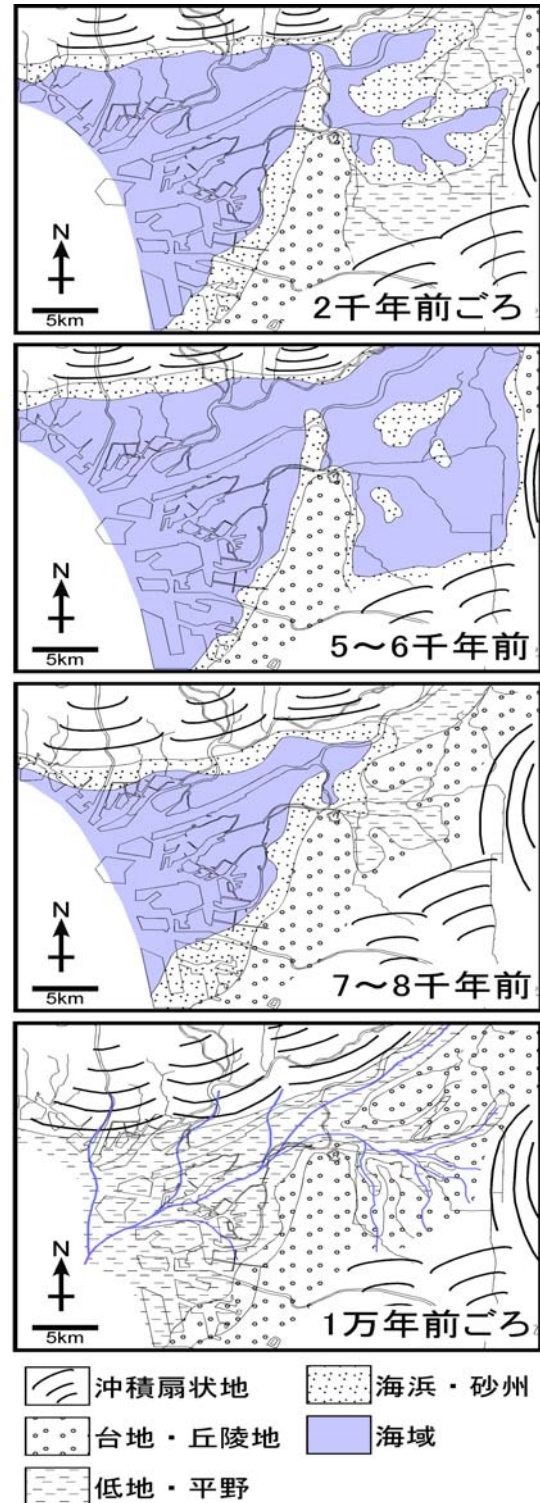 N
5km
2千年前ごろ
N
5km
5〜6千年前
N
5km
7〜8千年前
N
5km
1万年前ごろ
沖積扇状地
海浜・砂州
台地・丘陵地
海域
低地・平野